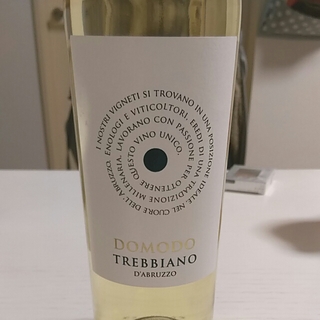 I NOSTRI VIGNETI SI TROVANO IN UNA POSIZIONE IDEALE: NEL CUORE DELL'ABRUZZO. ENOLOGI E VITICOLTORI, EREDI DI UNA TRADIZIONE MILLENARIA, LAVORANO CON PASSIONE PER OTTENERE QUESTO VINO UNICO.
DOMODO
TREBBIANO
D'ABRUZZO